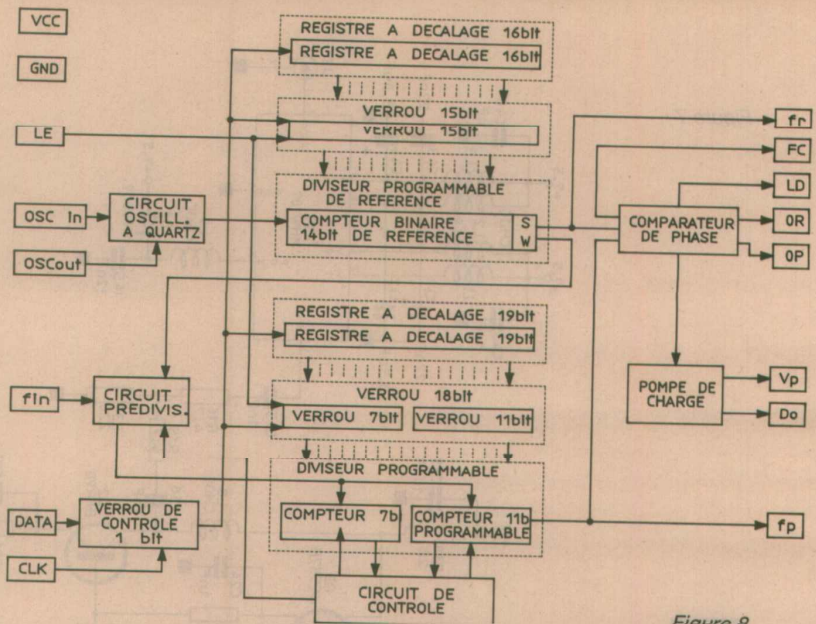 VCC
GND
LE
OSC In
OSCout
fin
DATA
CLK
CIRCUIT
OSCILL.
A QUARTZ
CIRCUIT
PREDIVIS.
VERROU DE
CONTROLE
1 bit
REGISTRE A DECALAGE 16bit
REGISTRE A DECALAGE 16bit
VERROU 15bit
VERROU 15bit
DIVISEUR PROGRAMMABLE
DE REFERENCE
COMPTEUR BINAIRE
14bit DE REFERENCE
S
W
REGISTRE A DECALAGE 19bit
REGISTRE A DECALAGE 19bit
VERROU 18bit
VERROU 7bit
VERROU 11bit
DIVISEUR PROGRAMMABLE
COMPTEUR 7b
COMPTEUR 11b
PROGRAMMABLE
CIRCUIT DE
CONTROLE
COMPARATEUR
DE PHASE
POMPE DE
CHARGE
fr
FC
LD
OR
OP
Vp
Do
fp
Figure 8